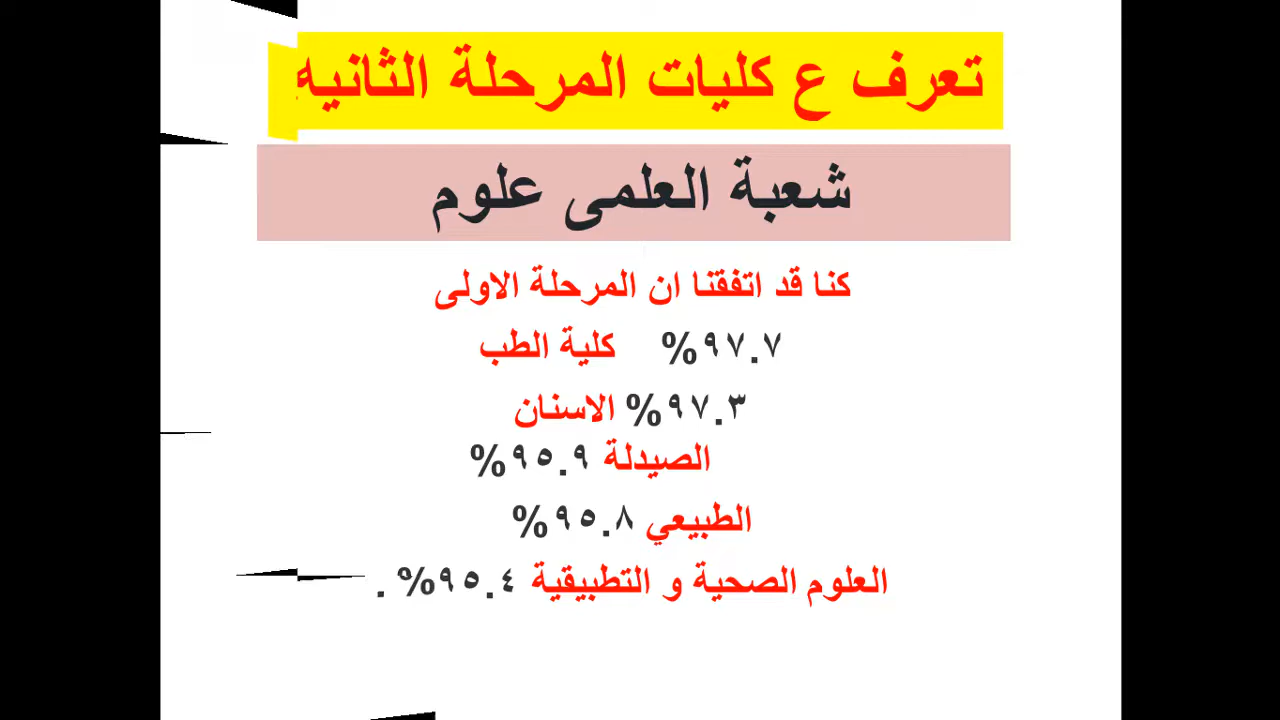 تعرف ع كليات المرحلة الثانيه
شعبة العلمى علوم
كنا قد اتفقتنا ان المرحلة الاولى
٩٧.٧% كلية الطب
٩٧.٣% الاسنان
الصيدلة ٩٥.٩%
الطبيعي ٩٥.٨%
العلوم الصحية و التطبيقية ٩٥.٤% .